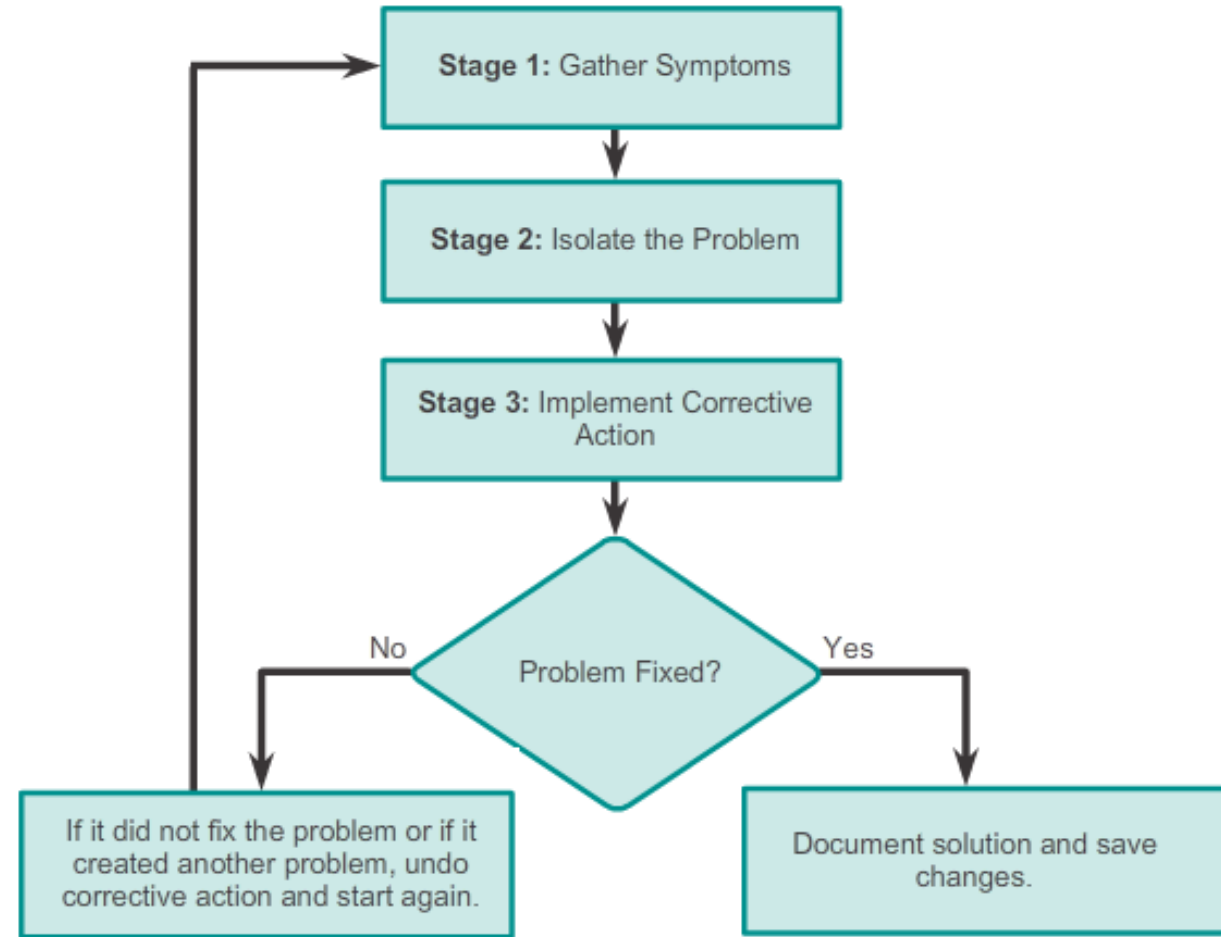 Stage 1: Gather Symptoms
Stage 2: Isolate the Problem
Stage 3: Implement Corrective
Action
Problem Fixed?
No
Yes
If it did not fix the problem or if it
created another problem, undo
corrective action and start again.
Document solution and save
changes.